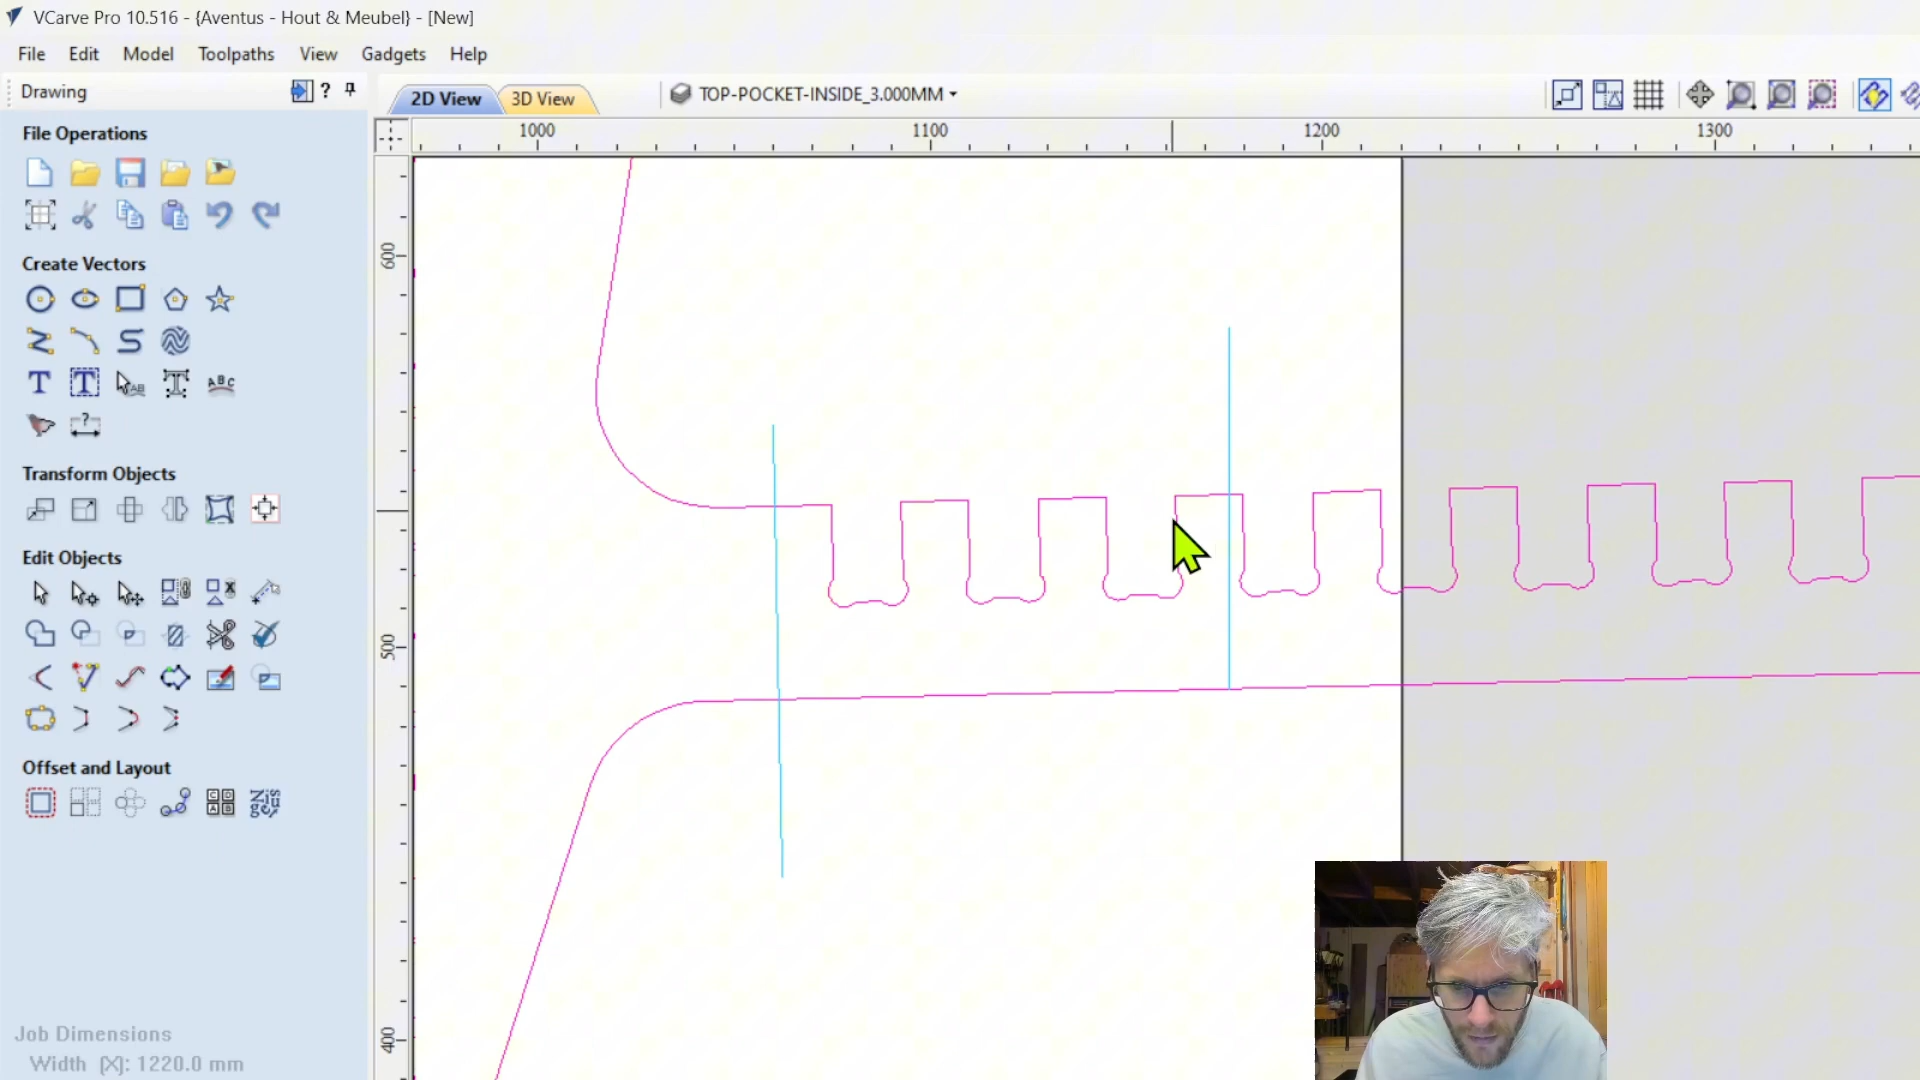 VCarve Pro 10.516 - {Aventus - Hout & Meubel} - [New]
File Edit Model Toolpaths View Gadgets Help
Drawing ?
2D View 3D View TOP-POCKET-INSIDE_3.000MM
1000 1100 1200 1300
600
500
400
File Operations
Create Vectors
Transform Objects
Edit Objects
Offset and Layout
Job Dimensions
Width (X): 1220.0 mm